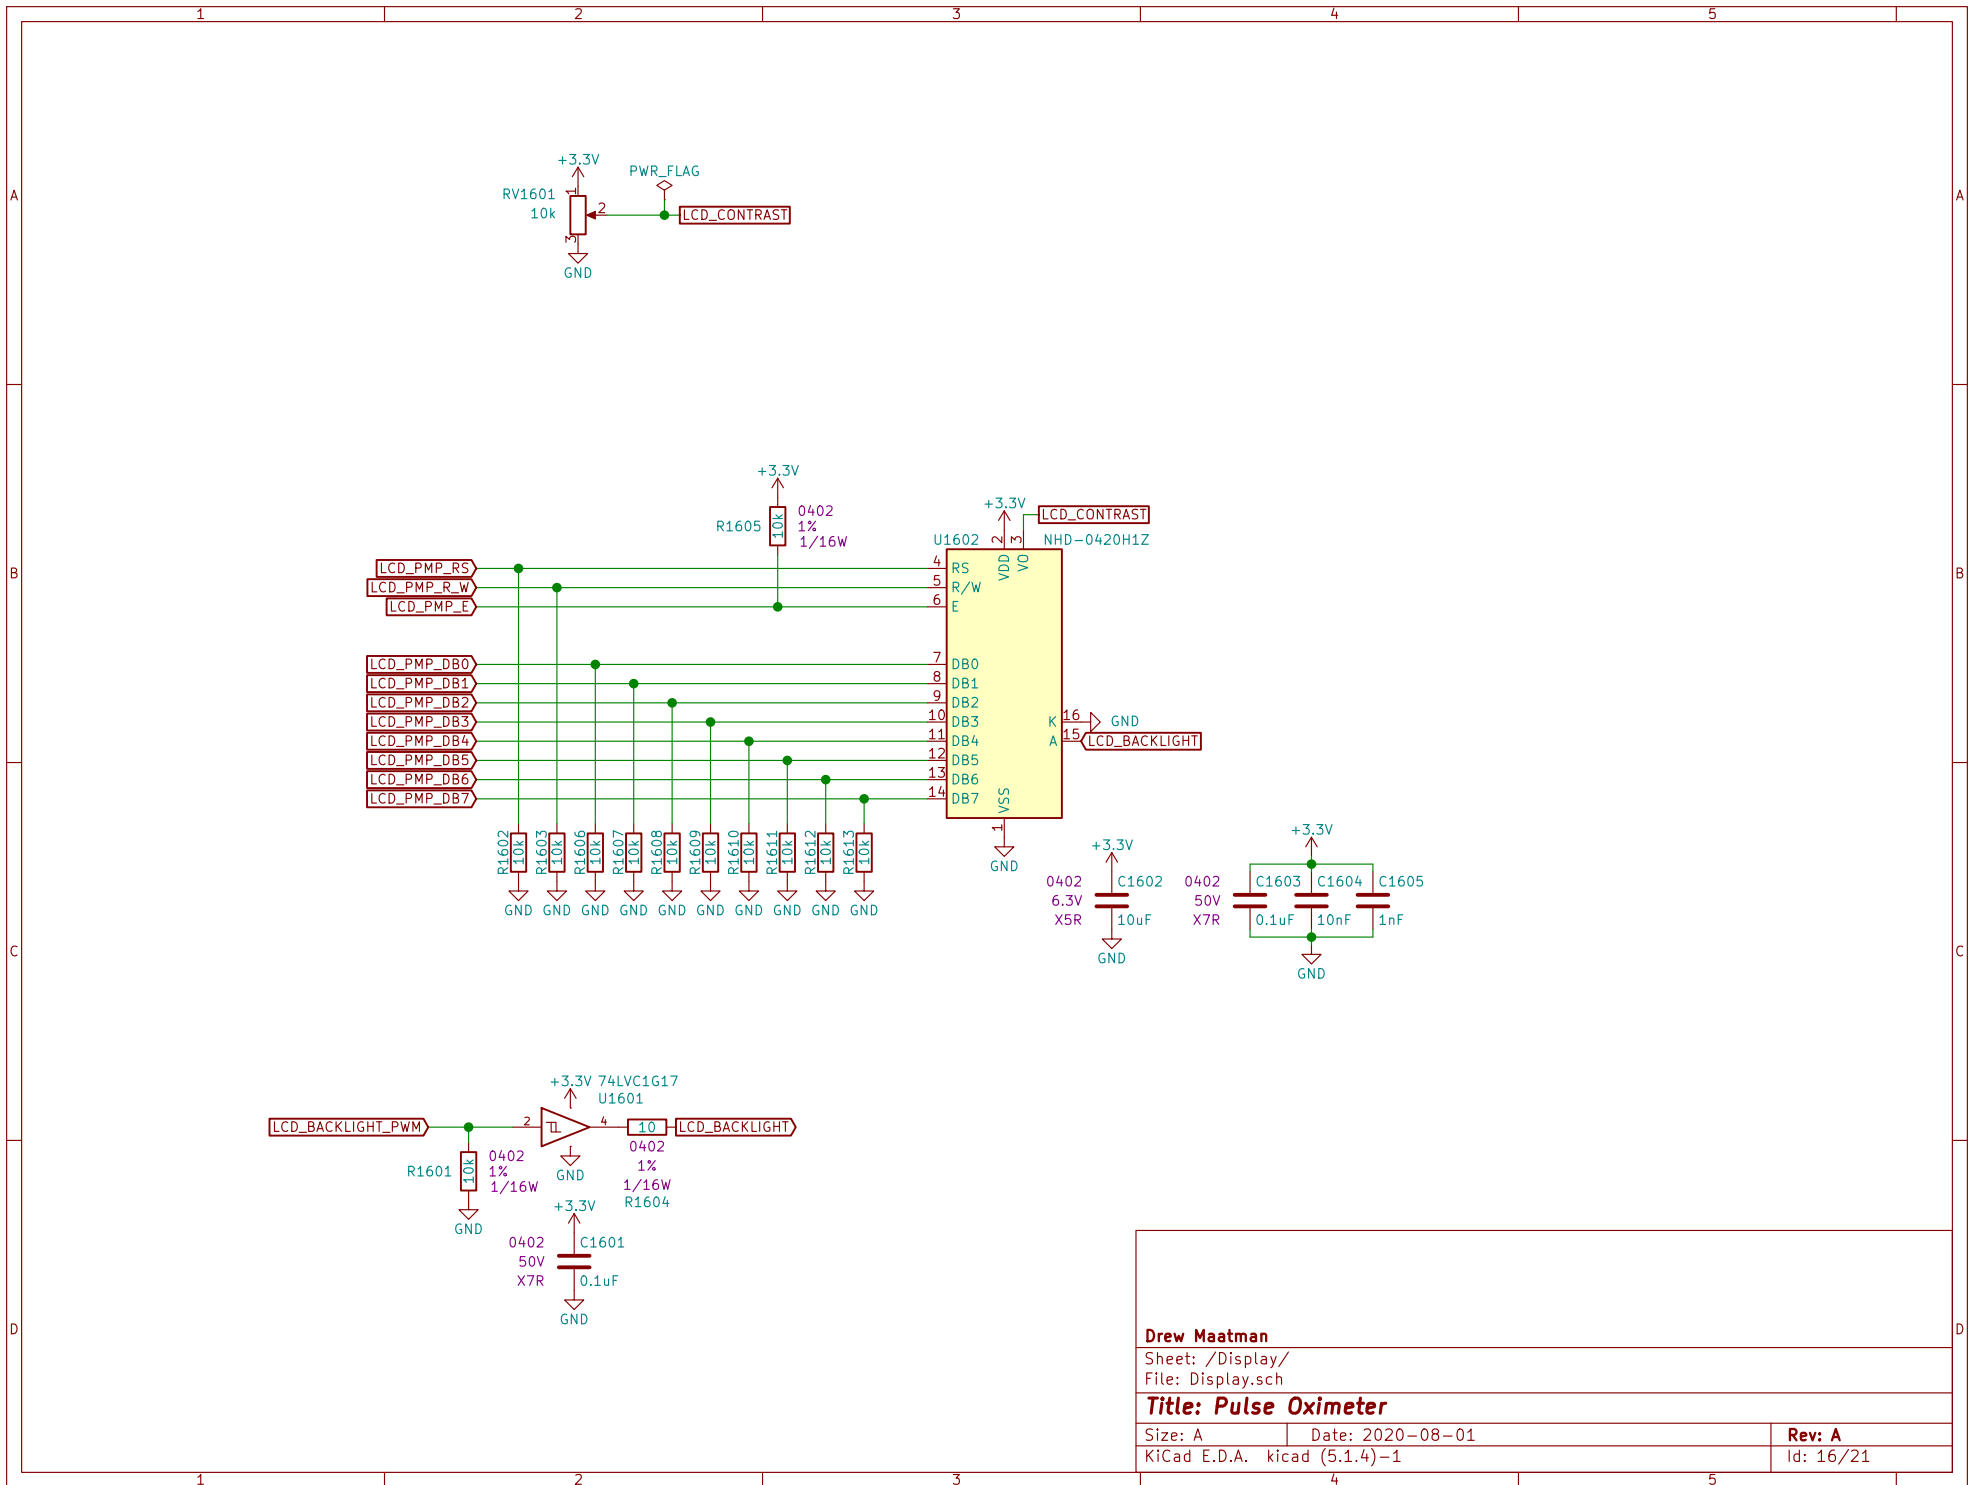 1 2 3 4 5
A A
B B
C C
D D
+3.3V
PWR_FLAG
RV1601
10k
1
2
3
LCD_CONTRAST
GND
+3.3V
R1605
10k
0402
1%
1/16W
+3.3V
LCD_CONTRAST
U1602
NHD-0420H1Z
2 3
VDD VO
LCD_PMP_RS 4 RS
LCD_PMP_R_W 5 R/W
LCD_PMP_E 6 E
LCD_PMP_DB0 7 DB0
LCD_PMP_DB1 8 DB1
LCD_PMP_DB2 9 DB2
LCD_PMP_DB3 10 DB3
LCD_PMP_DB4 11 DB4
LCD_PMP_DB5 12 DB5
LCD_PMP_DB6 13 DB6
LCD_PMP_DB7 14 DB7
K 16 GND
A 15 LCD_BACKLIGHT
VSS
1
GND
R1602 10k R1603 10k R1606 10k R1607 10k R1608 10k R1609 10k R1610 10k R1611 10k R1612 10k R1613 10k
GND GND GND GND GND GND GND GND GND GND
+3.3V
0402 C1602
6.3V
X5R 10uF
GND
+3.3V
0402 C1603 C1604 C1605
50V
X7R 0.1uF 10nF 1nF
GND
+3.3V 74LVC1G17
U1601
LCD_BACKLIGHT_PWM 2 4 10 LCD_BACKLIGHT
GND
0402
1%
1/16W
R1604
R1601
10k
0402
1%
1/16W
GND
+3.3V
0402 C1601
50V
X7R 0.1uF
GND
Drew Maatman
Sheet: /Display/
File: Display.sch
Title: Pulse Oximeter
Size: A Date: 2020-08-01 Rev: A
KiCad E.D.A. kicad (5.1.4)-1 Id: 16/21
1 2 3 4 5